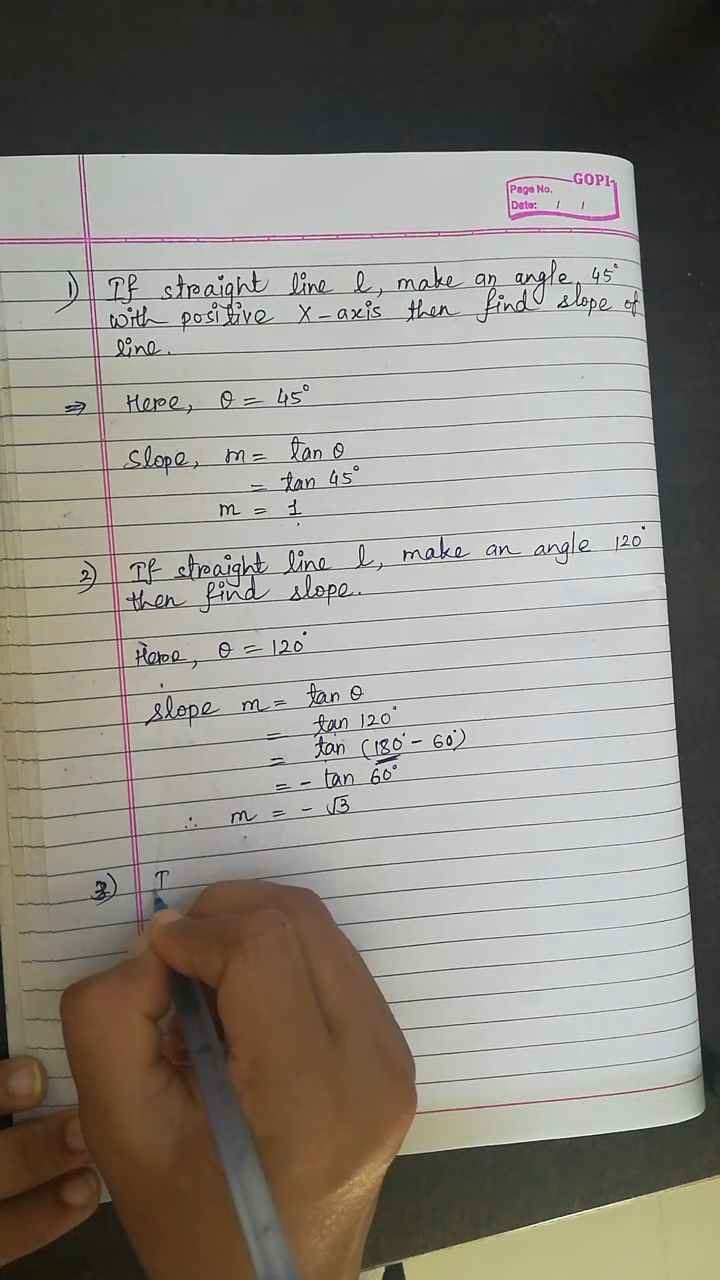 GOPI
Page No.
Date: / /
1) If straight line l, make an angle 45°
with positive X-axis then find slope of
line.
⇒ Here, θ = 45°
Slope, m = tan θ
= tan 45°
m = 1
2) If straight line l, make an angle 120°
then find slope.
Here, θ = 120°
slope m = tan θ
= tan 120°
= tan (180° - 60°)
= - tan 60°
∴ m = - √3
3) I